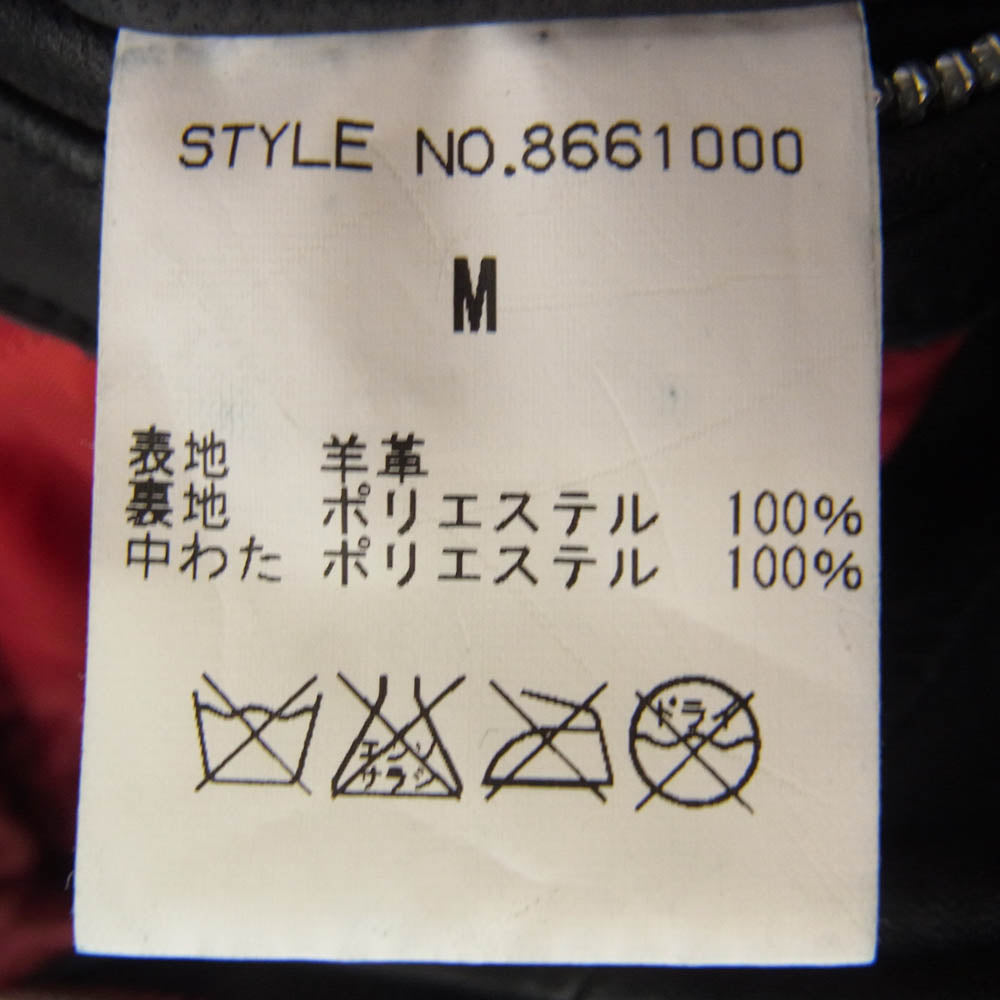 STYLE NO.8661000
M
表地 羊革
裏地 ポリエステル 100%
中わた ポリエステル 100%
エンソ
サラシ
ドライ